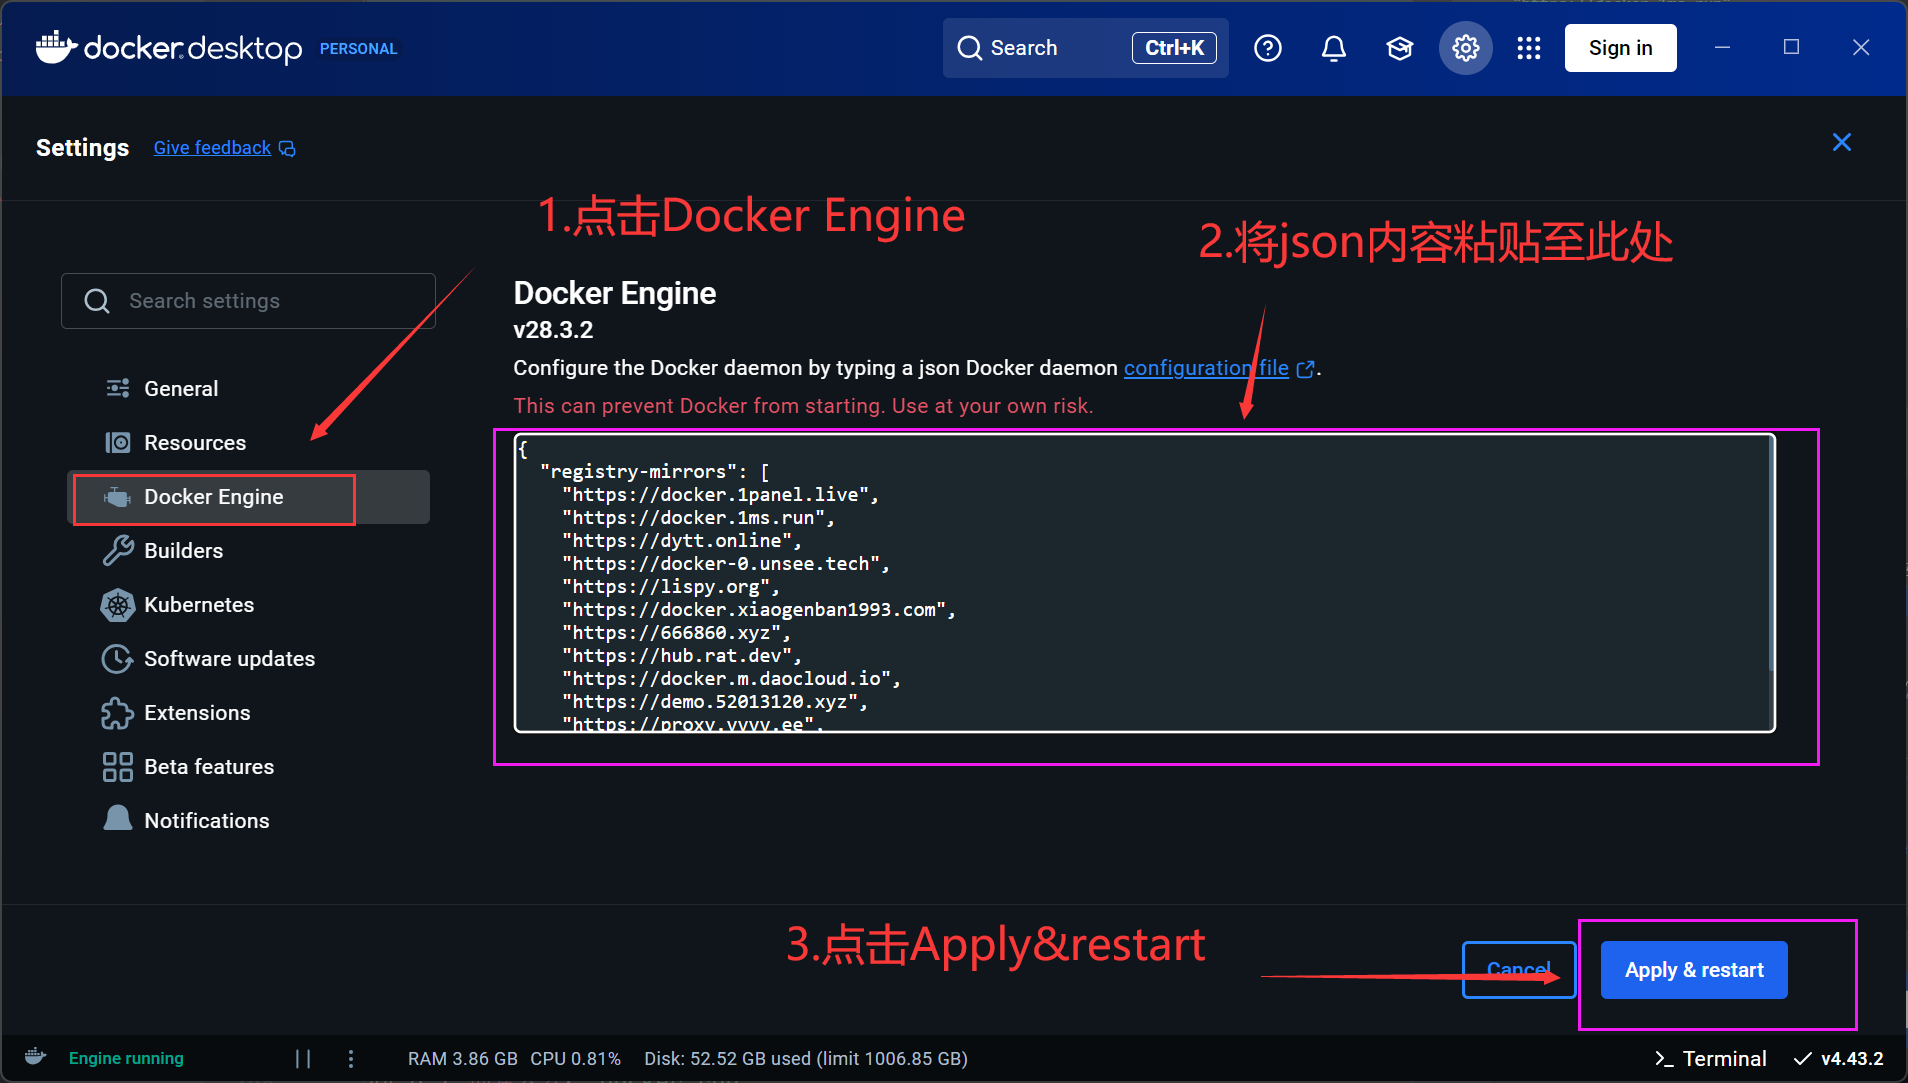 docker desktop PERSONAL
Search Ctrl+K
Sign in
Settings Give feedback
1.点击Docker Engine
2.将json内容粘贴至此处
Search settings
General
Resources
Docker Engine
Builders
Kubernetes
Software updates
Extensions
Beta features
Notifications
Docker Engine
v28.3.2
Configure the Docker daemon by typing a json Docker daemon configuration file.
This can prevent Docker from starting. Use at your own risk.
{
"registry-mirrors": [
"https://docker.1panel.live",
"https://docker.1ms.run",
"https://dytt.online",
"https://docker-0.unsee.tech",
"https://lispy.org",
"https://docker.xiaogenban1993.com",
"https://666860.xyz",
"https://hub.rat.dev",
"https://docker.m.daocloud.io",
"https://demo.52013120.xyz",
"https://proxy.vvvv.ee",
3.点击Apply&restart
Cancel
Apply & restart
Engine running
RAM 3.86 GB CPU 0.81% Disk: 52.52 GB used (limit 1006.85 GB)
Terminal
v4.43.2